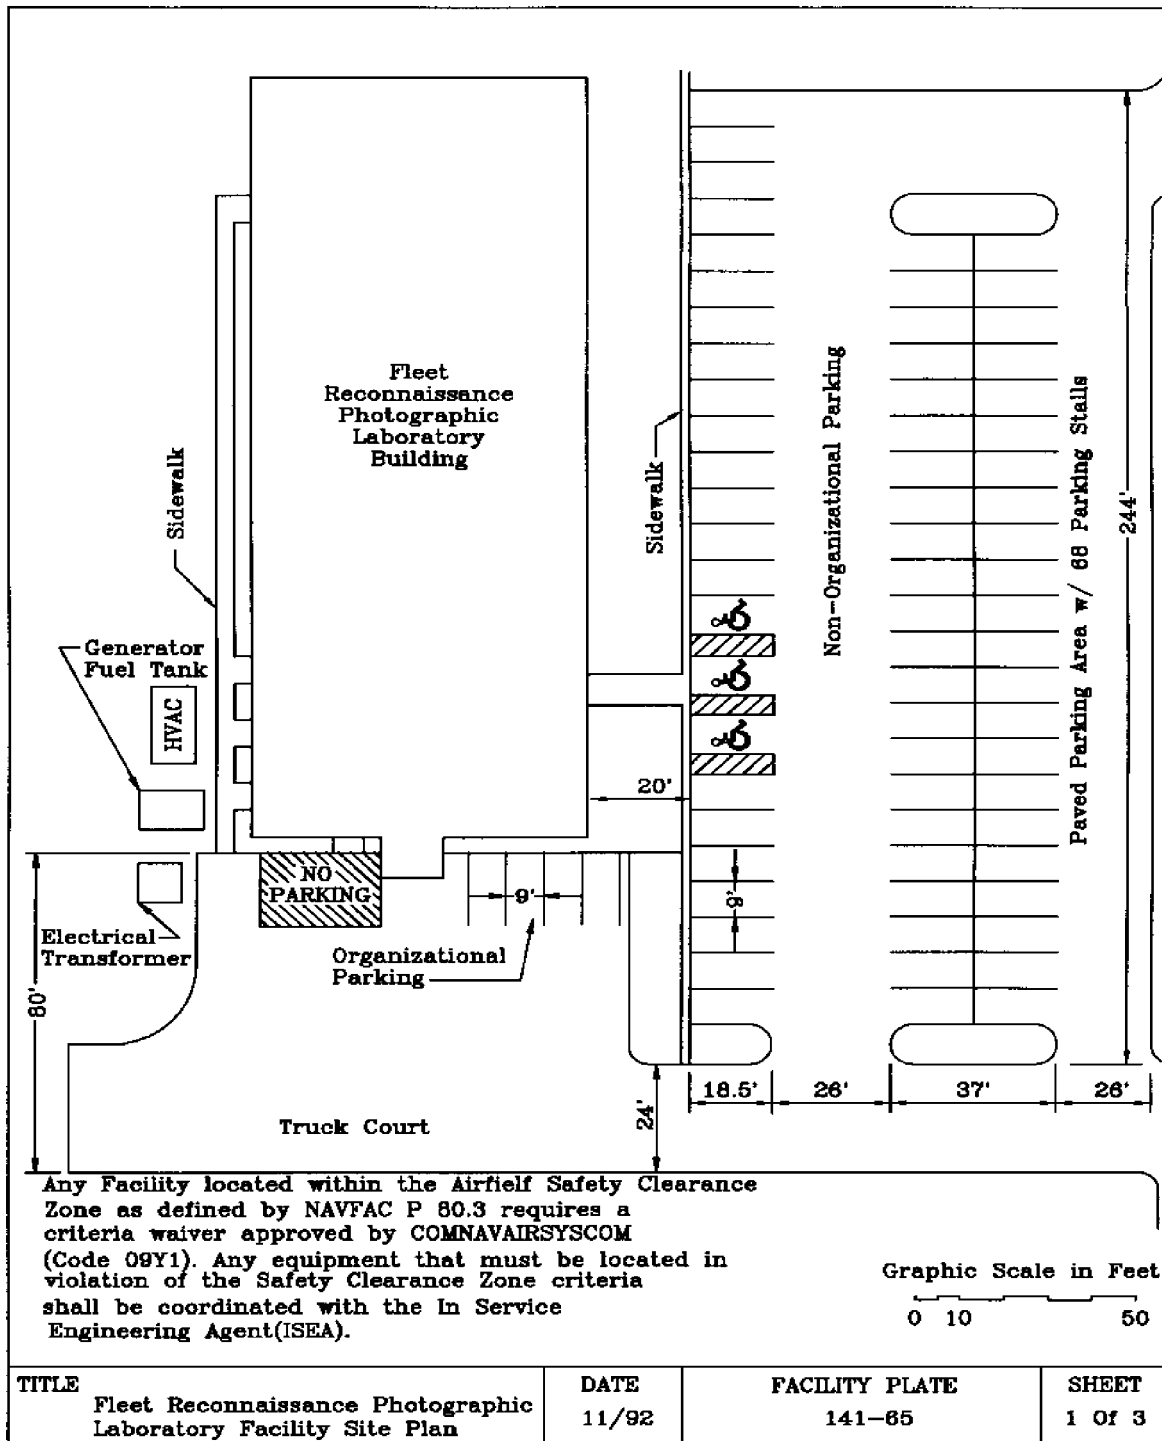 Fleet
Reconnaissance
Photographic
Laboratory
Building
Sidewalk
Sidewalk
Non-Organizational Parking
Paved Parking Area w/ 68 Parking Stalls
244'
Generator
Fuel Tank
HVAC
20'
NO
PARKING
9'
9'
Electrical
Transformer
Organizational
Parking
80'
18.5'
26'
37'
26'
24'
Truck Court
Any Facility located within the Airfielf Safety Clearance
Zone as defined by NAVFAC P 80.3 requires a
criteria waiver approved by COMNAVAIRSYSCOM
(Code 09Y1). Any equipment that must be located in
violation of the Safety Clearance Zone criteria
shall be coordinated with the In Service
Engineering Agent(ISEA).
Graphic Scale in Feet
0 10 50
TITLE
Fleet Reconnaissance Photographic
Laboratory Facility Site Plan
DATE
11/92
FACILITY PLATE
141-65
SHEET
1 Of 3